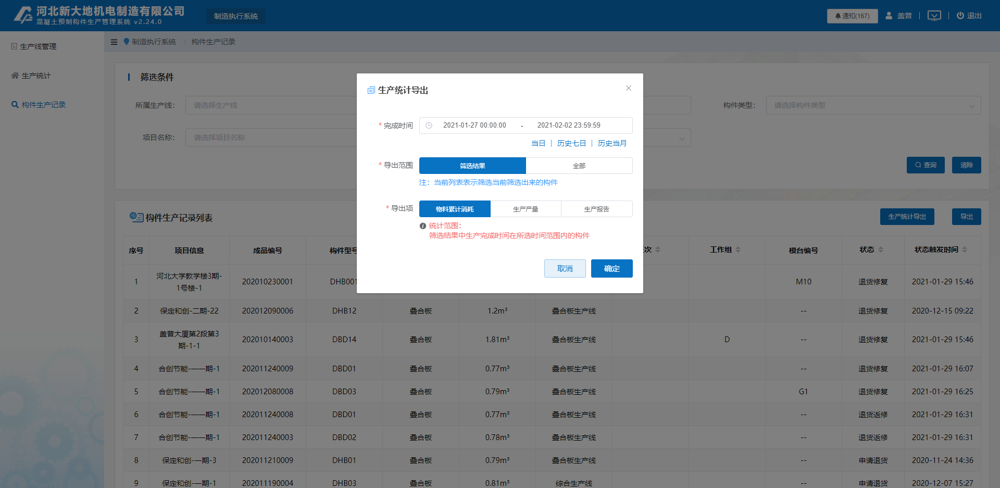 河北新大地机电制造有限公司
混凝土预制构件生产管理系统 v2.24.0
制造执行系统
通知(167)
盖普
退出
生产线管理
生产统计
构件生产记录
制造执行系统 > 构件生产记录
筛选条件
所属生产线:
请选择生产线
构件类型:
请选择构件类型
项目名称:
请选择项目名称
查询
清除
生产统计导出
* 完成时间 2021-01-27 00:00:00 - 2021-02-02 23:59:59
当日 | 历史七日 | 历史当月
* 导出范围 筛选结果 全部
注: 当前列表表示筛选当前筛选出来的构件
* 导出项 物料累计消耗 生产产量 生产报告
统计范围:
筛选结果中生产完成时间在所选时间范围内的构件
取消 确定
构件生产记录列表
生产统计导出 导出
序号 项目信息 成品编号 构件型号 次 工作组 模台编号 状态 状态触发时间
1 河北大学教学楼3期-1号楼-1 202010230001 DHB001 M10 退货修复 2021-01-29 15:46
2 保定和创-二期-22 202012090006 DHB12 叠合板 1.2m³ 叠合板生产线 -- 退货修复 2020-12-15 09:22
3 盖普大厦第2段第3期-1-1 202010140003 DBD14 叠合板 1.81m³ 叠合板生产线 D -- 退货修复 2021-01-29 15:46
4 合创节能-一一期-1 202011240009 DBD01 叠合板 0.77m³ 叠合板生产线 -- 退货修复 2021-01-29 16:07
5 合创节能-一一期-1 202012080008 DBD03 叠合板 0.79m³ 叠合板生产线 G1 退货修复 2021-01-29 16:25
6 合创节能-一一期-1 202011240008 DBD01 叠合板 0.77m³ 叠合板生产线 -- 退货返修 2021-01-29 16:31
7 合创节能-一一期-1 202011240003 DBD02 叠合板 0.78m³ 叠合板生产线 -- 退货返修 2021-01-29 16:31
8 保定和创-一期-3 202011210009 DHB01 叠合板 0.79m³ 叠合板生产线 -- 申请退货 2020-11-24 14:36
9 保定和创-一期-1 202011190004 DHB03 叠合板 0.81m³ 综合生产线 -- 申请退货 2020-12-07 15:27